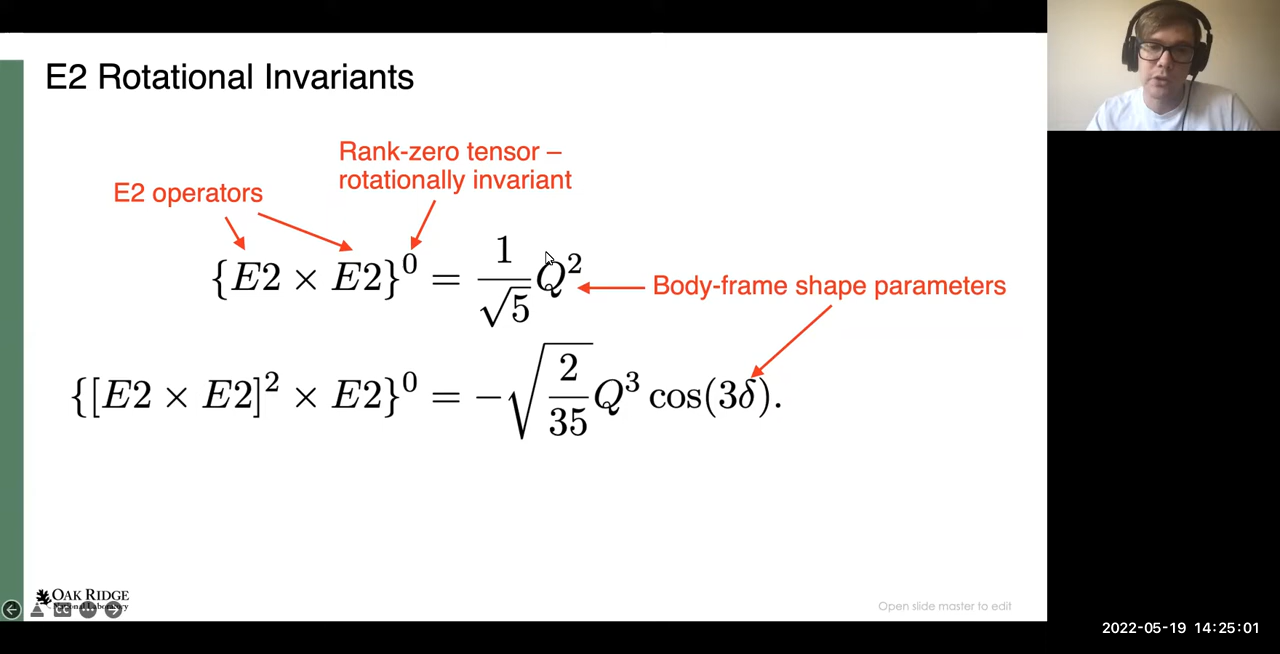 E2 Rotational Invariants
Rank-zero tensor –
rotationally invariant
E2 operators
{E2 × E2}⁰ = 1/√5 Q²
Body-frame shape parameters
{[E2 × E2]² × E2}⁰ = −√(2/35) Q³ cos(3δ).
OAK RIDGE
National Laboratory
CC
Open slide master to edit
2022-05-19 14:25:01